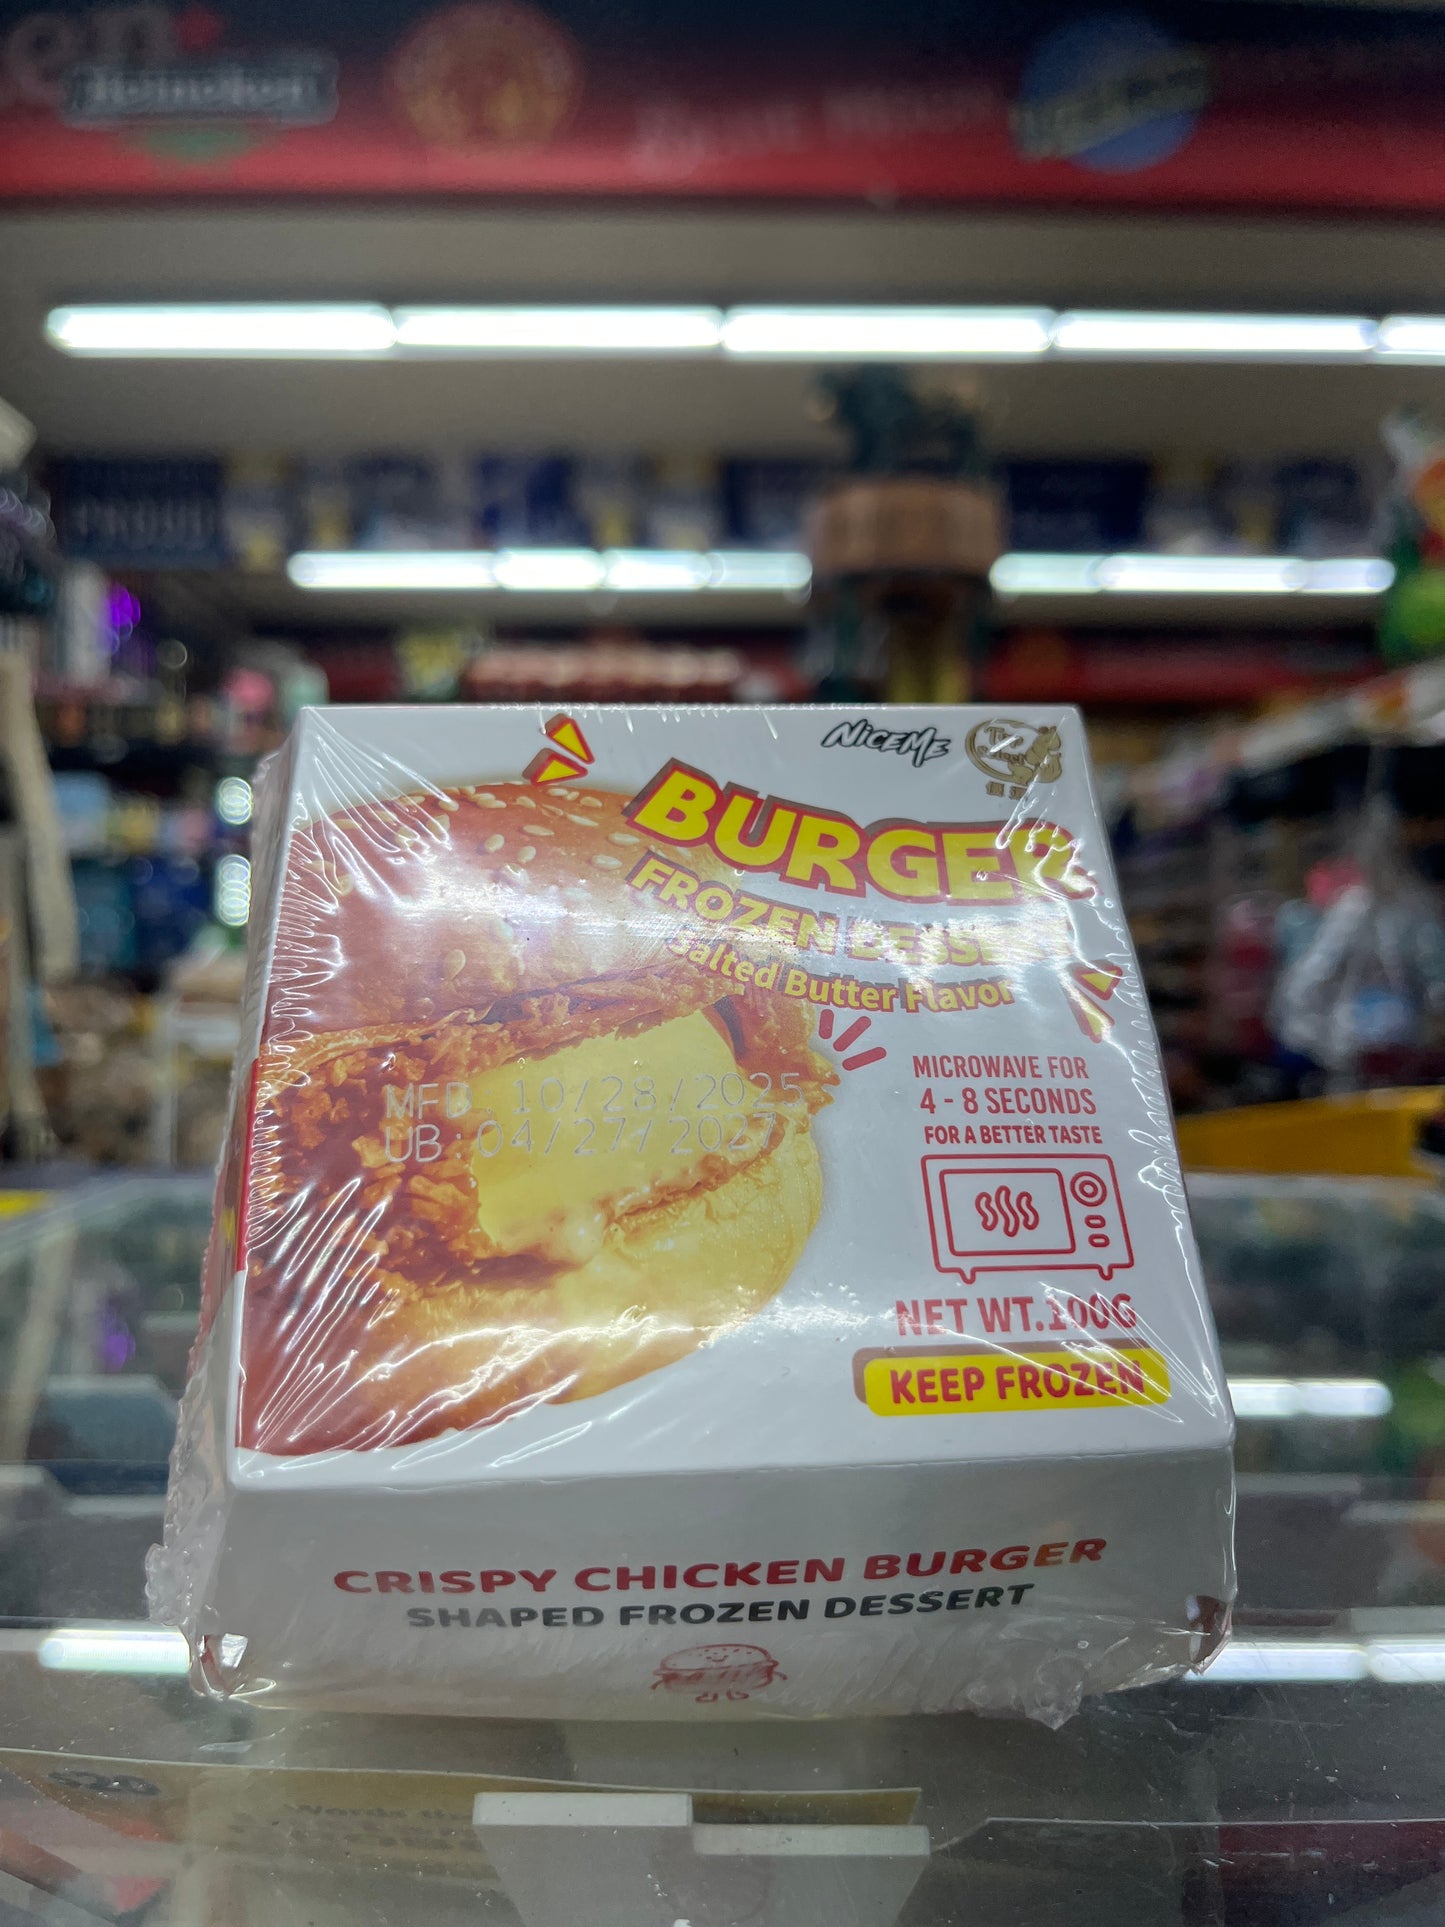 Heineken
NiceMe
BURGER
FROZEN DESSERT
Salted Butter Flavor
MICROWAVE FOR
4 - 8 SECONDS
FOR A BETTER TASTE
MFD. 10/28/2025
UB:04/27/2027
NET WT.100G
KEEP FROZEN
CRISPY CHICKEN BURGER
SHAPED FROZEN DESSERT